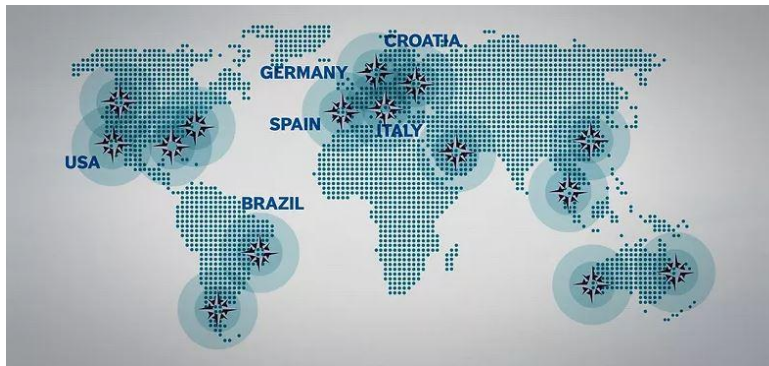 CROATIA
GERMANY
SPAIN
ITALY
USA
BRAZIL